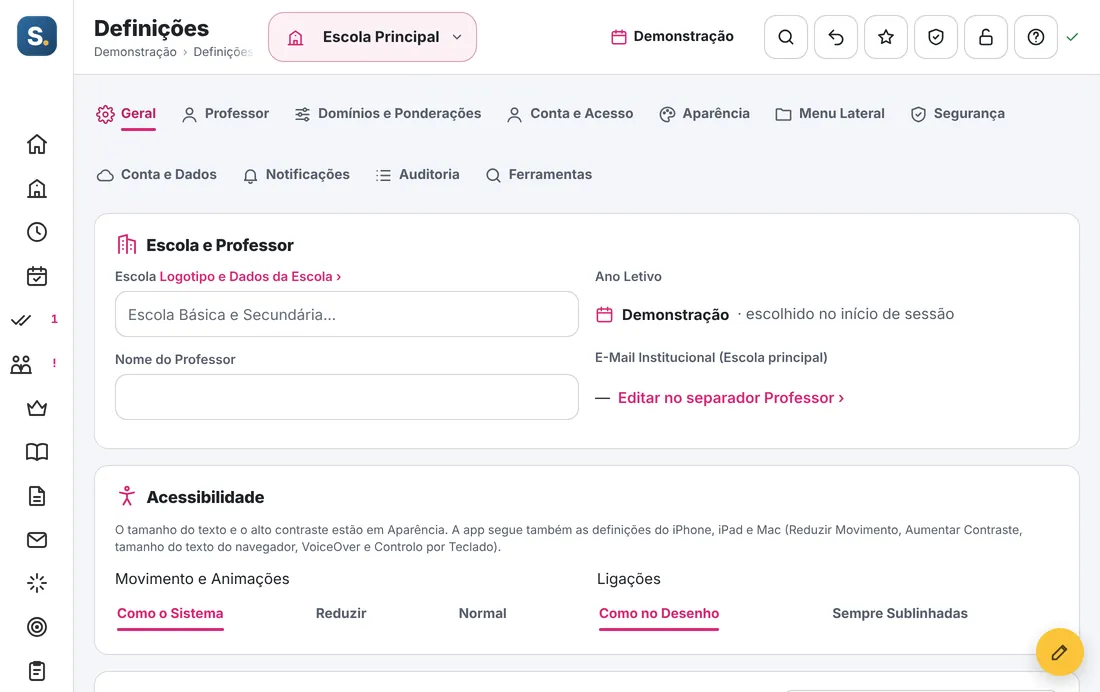 S.
Definições
Demonstração › Definições
Escola Principal
Demonstração
Geral
Professor
Domínios e Ponderações
Conta e Acesso
Aparência
Menu Lateral
Segurança
Conta e Dados
Notificações
Auditoria
Ferramentas
1
!
Escola e Professor
Escola Logotipo e Dados da Escola ›
Escola Básica e Secundária...
Nome do Professor
Ano Letivo
Demonstração · escolhido no início de sessão
E-Mail Institucional (Escola principal)
— Editar no separador Professor ›
Acessibilidade
O tamanho do texto e o alto contraste estão em Aparência. A app segue também as definições do iPhone, iPad e Mac (Reduzir Movimento, Aumentar Contraste,
tamanho do texto do navegador, VoiceOver e Controlo por Teclado).
Movimento e Animações
Como o Sistema
Reduzir
Normal
Ligações
Como no Desenho
Sempre Sublinhadas